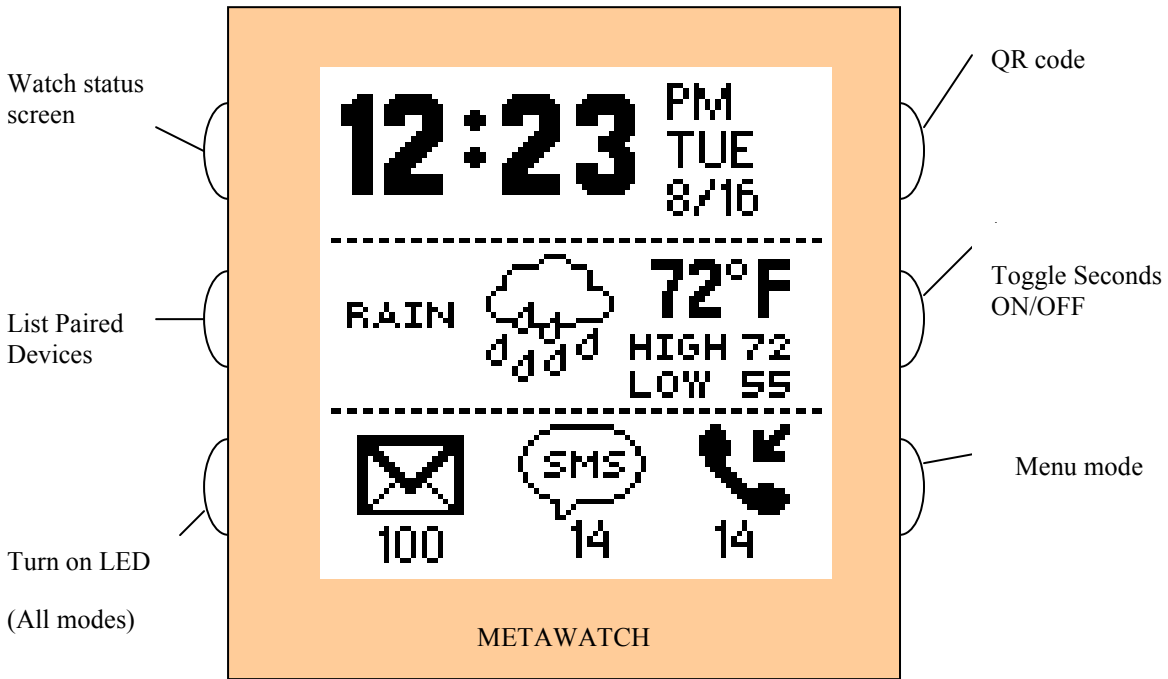 Watch status
screen
List Paired
Devices
Turn on LED
(All modes)
12:23
PM
TUE
8/16
RAIN
72°F
HIGH 72
LOW 55
SMS
100
14
14
METAWATCH
QR code
Toggle Seconds
ON/OFF
Menu mode